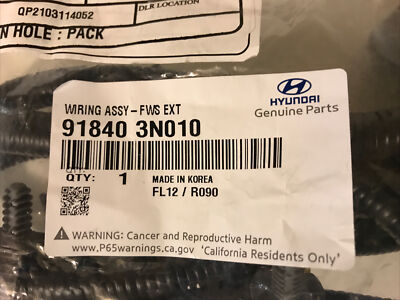 QP2103114052
DLR LOCATION
N HOLE : PACK
WIRING ASSY-FWS EXT
91840 3N010
HYUNDAI
Genuine Parts
QTY: 1
MADE IN KOREA
FL12 / R090
WARNING: Cancer and Reproductive Harm
www.P65warnings.ca.gov 'California Residents Only'